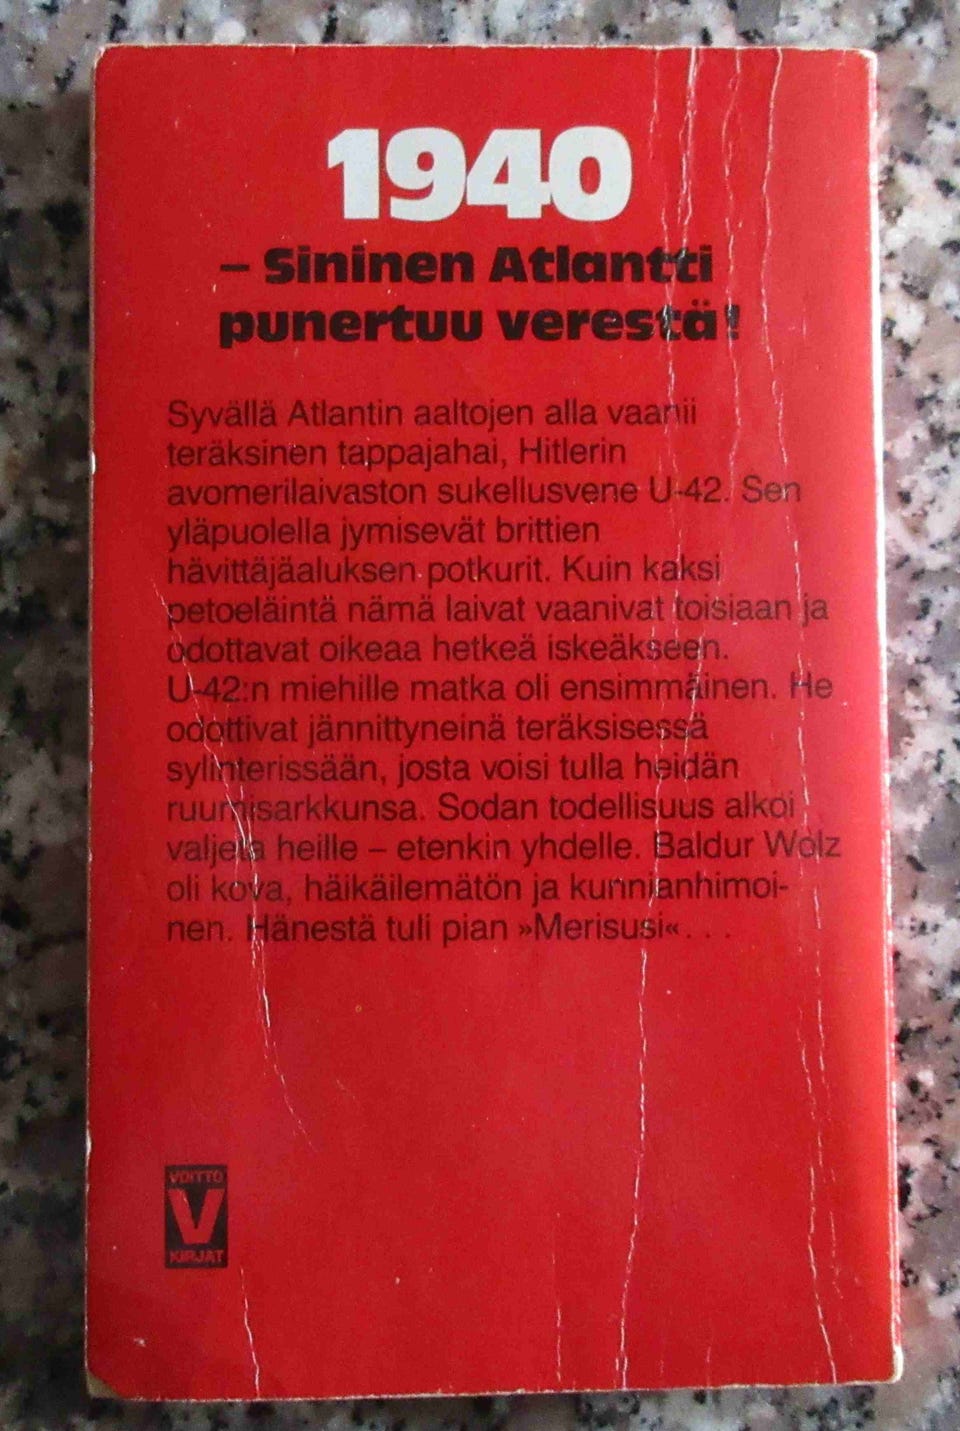 1940
– Sininen Atlantti
punertuu verestä!
Syvällä Atlantin aaltojen alla vaanii
teräksinen tappajahai, Hitlerin
avomerilaivaston sukellusvene U-42. Sen
yläpuolella jymisevät brittien
hävittäjäaluksen potkurit. Kuin kaksi
petoeläintä nämä laivat vaanivat toisiaan ja
odottavat oikeaa hetkeä iskeäkseen.
U-42:n miehille matka oli ensimmäinen. He
odottivat jännittyneinä teräksisessä
sylinterissään, josta voisi tulla heidän
ruumisarkkunsa. Sodan todellisuus alkoi
valjeta heille – etenkin yhdelle. Baldur Wolz
oli kova, häikäilemätön ja kunnianhimoi-
nen. Hänestä tuli pian »Merisusi«. . .
VOITTO
V
KIRJAT